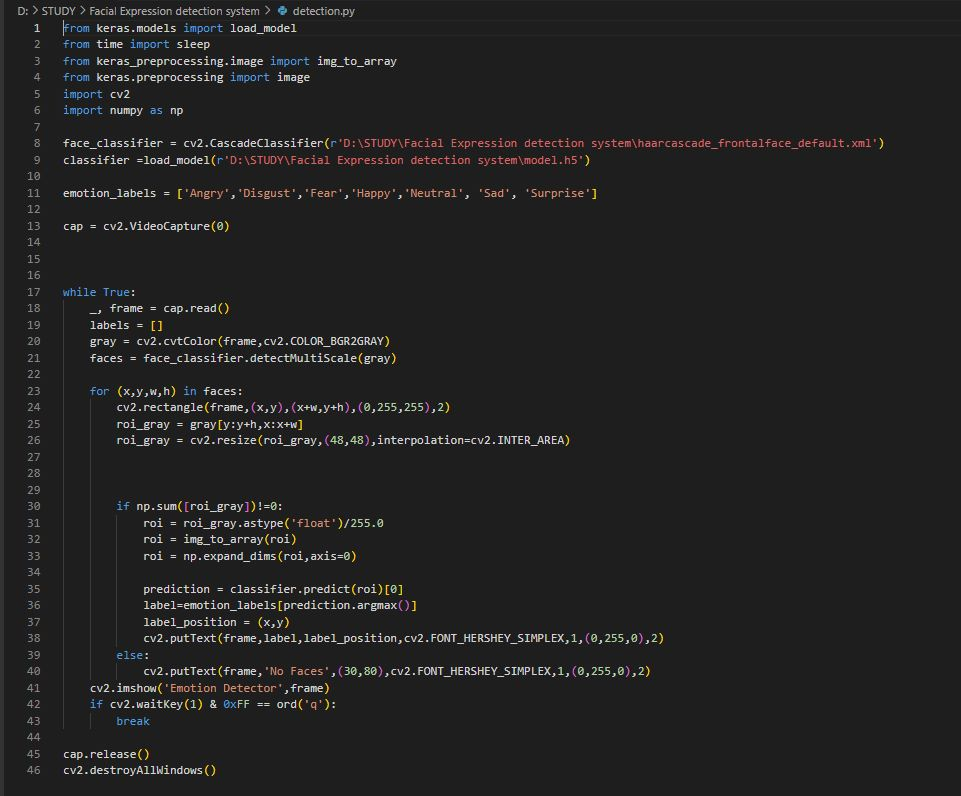 D: > STUDY > Facial Expression detection system > detection.py
1 from keras.models import load_model
2 from time import sleep
3 from keras_preprocessing.image import img_to_array
4 from keras.preprocessing import image
5 import cv2
6 import numpy as np
7
8 face_classifier = cv2.CascadeClassifier(r'D:\STUDY\Facial Expression detection system\haarcascade_frontalface_default.xml')
9 classifier =load_model(r'D:\STUDY\Facial Expression detection system\model.h5')
10
11 emotion_labels = ['Angry','Disgust','Fear','Happy','Neutral', 'Sad', 'Surprise']
12
13 cap = cv2.VideoCapture(0)
14
15
16
17 while True:
18     _, frame = cap.read()
19     labels = []
20     gray = cv2.cvtColor(frame,cv2.COLOR_BGR2GRAY)
21     faces = face_classifier.detectMultiScale(gray)
22
23     for (x,y,w,h) in faces:
24         cv2.rectangle(frame,(x,y),(x+w,y+h),(0,255,255),2)
25         roi_gray = gray[y:y+h,x:x+w]
26         roi_gray = cv2.resize(roi_gray,(48,48),interpolation=cv2.INTER_AREA)
27
28
29
30         if np.sum([roi_gray])!=0:
31             roi = roi_gray.astype('float')/255.0
32             roi = img_to_array(roi)
33             roi = np.expand_dims(roi,axis=0)
34
35             prediction = classifier.predict(roi)[0]
36             label=emotion_labels[prediction.argmax()]
37             label_position = (x,y)
38             cv2.putText(frame,label,label_position,cv2.FONT_HERSHEY_SIMPLEX,1,(0,255,0),2)
39         else:
40             cv2.putText(frame,'No Faces',(30,80),cv2.FONT_HERSHEY_SIMPLEX,1,(0,255,0),2)
41     cv2.imshow('Emotion Detector',frame)
42     if cv2.waitKey(1) & 0xFF == ord('q'):
43         break
44
45 cap.release()
46 cv2.destroyAllWindows()